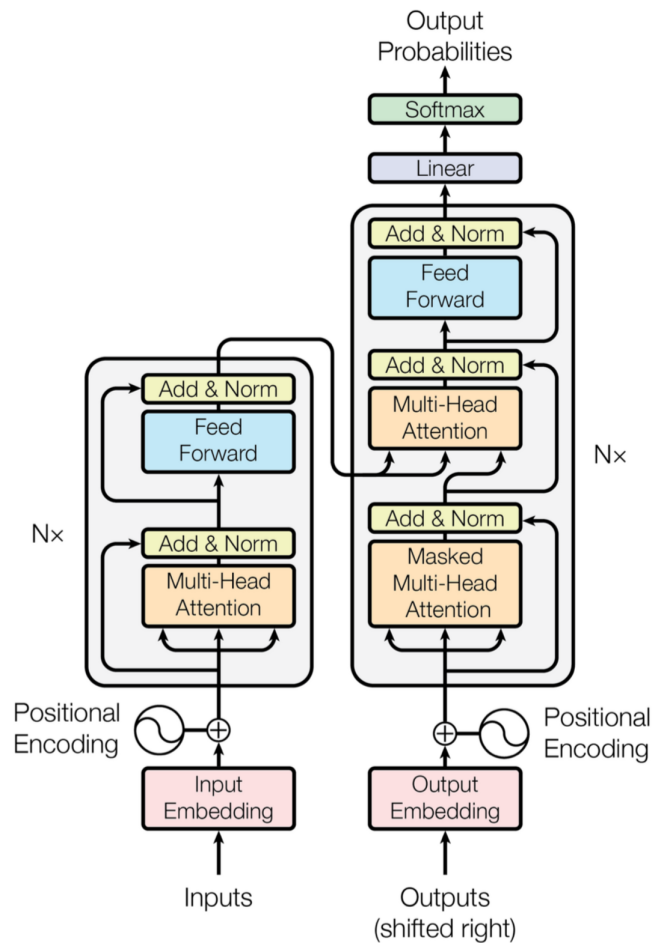 Output
Probabilities
Softmax
Linear
Add & Norm
Feed
Forward
Add & Norm
Multi-Head
Attention
Add & Norm
Masked
Multi-Head
Attention
N×
Add & Norm
Feed
Forward
Add & Norm
Multi-Head
Attention
N×
Positional
Encoding
Positional
Encoding
Input
Embedding
Output
Embedding
Inputs
Outputs
(shifted right)